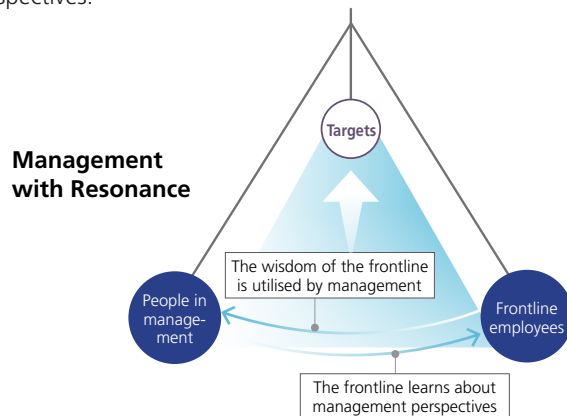 spectives.
Targets
Management
with Resonance
The wisdom of the frontline
is utilised by management
People in
manage-
ment
Frontline
employees
The frontline learns about
management perspectives